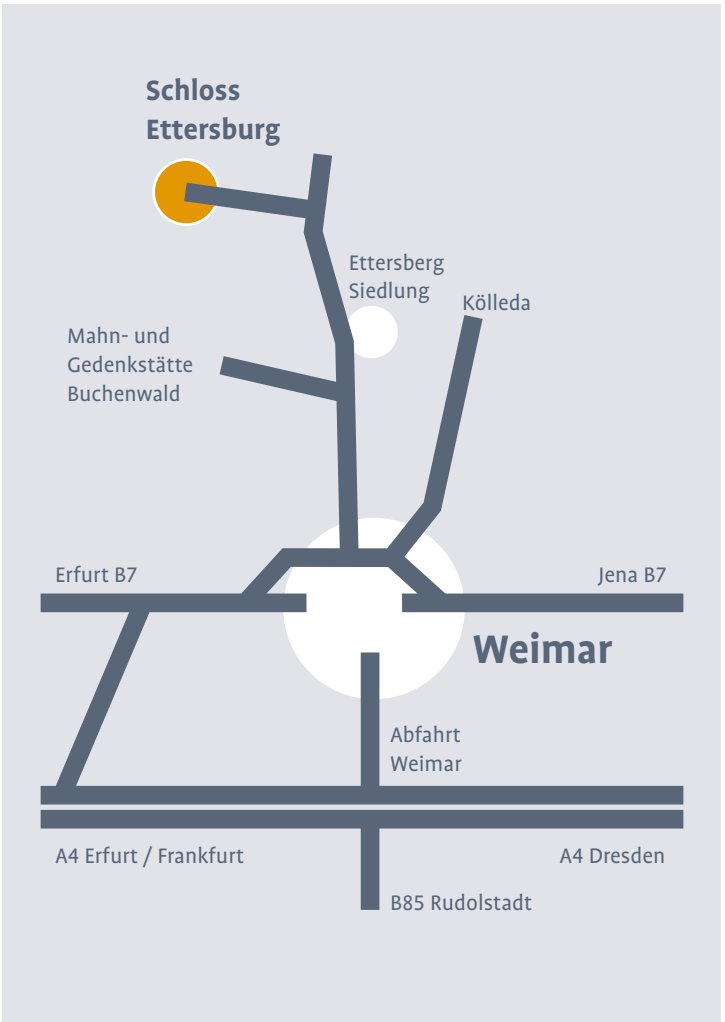 Schloss
Ettersburg
Ettersberg
Siedlung
Kölleda
Mahn- und
Gedenkstätte
Buchenwald
Erfurt B7
Jena B7
Weimar
Abfahrt
Weimar
A4 Erfurt / Frankfurt
A4 Dresden
B85 Rudolstadt